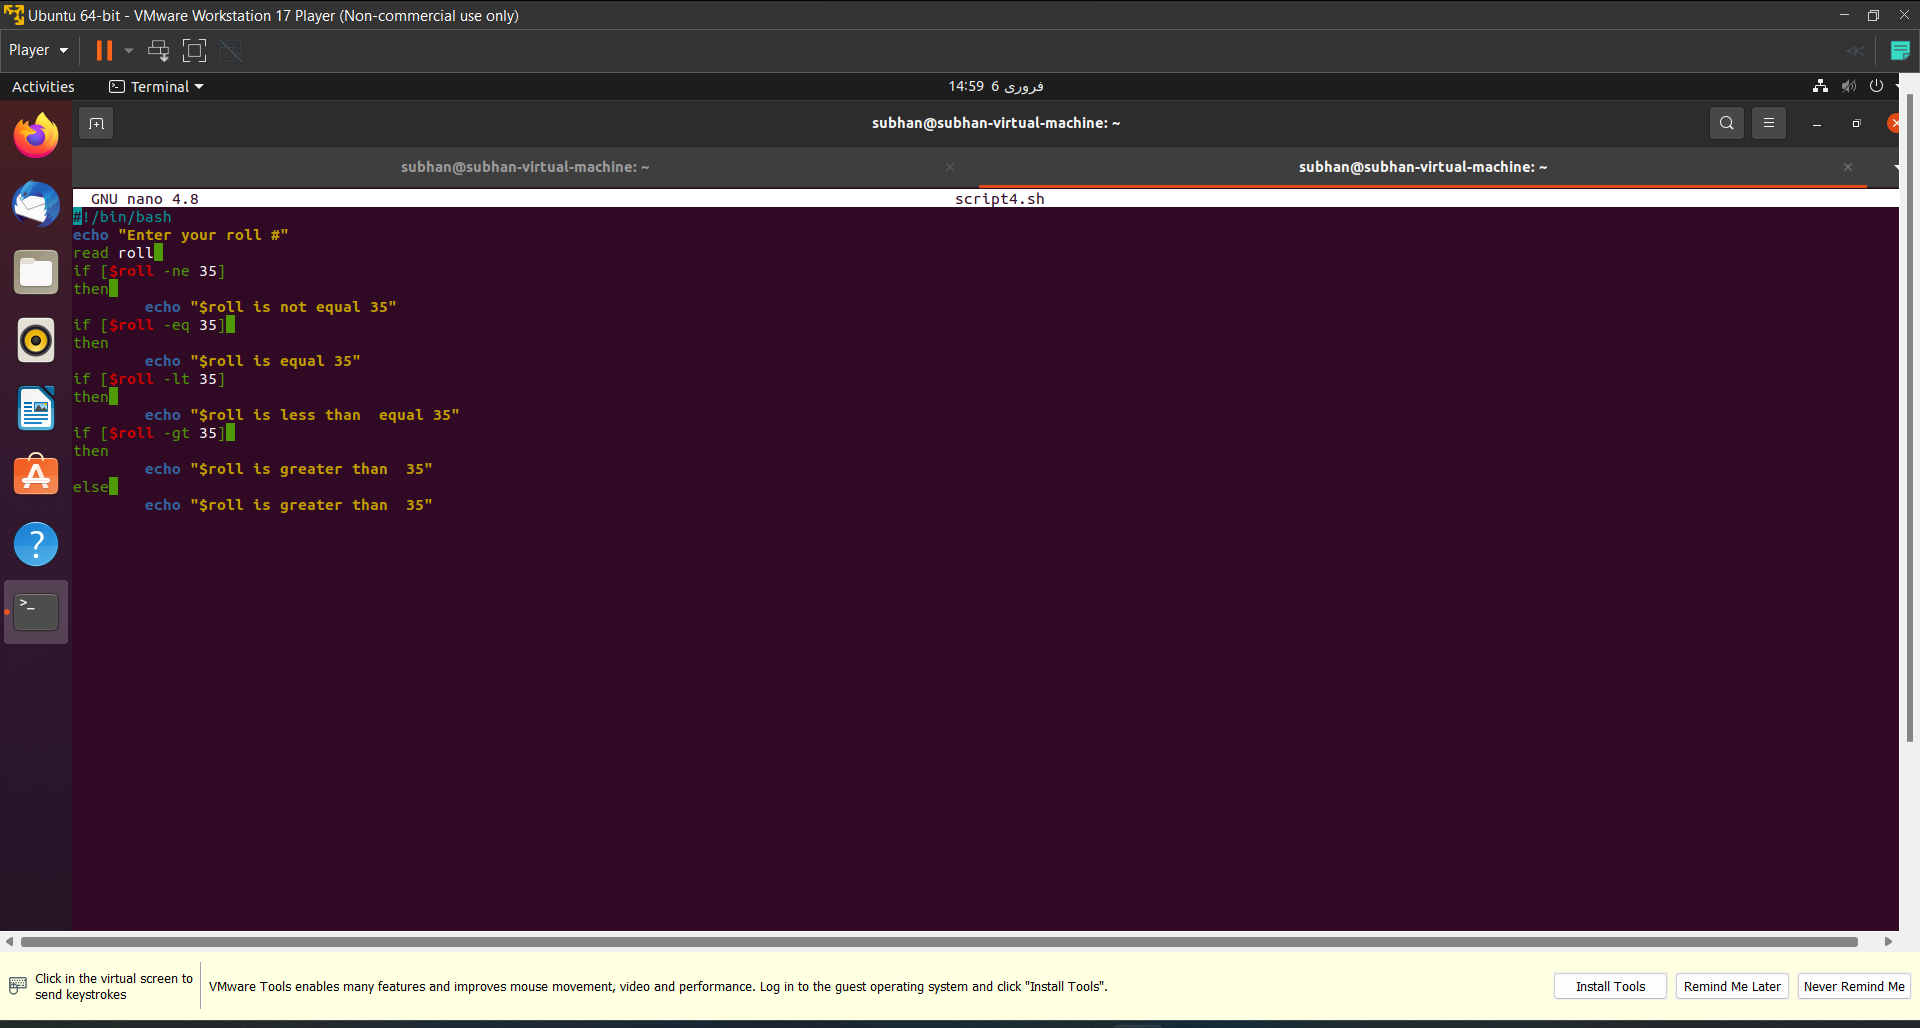 Ubuntu 64-bit - VMware Workstation 17 Player (Non-commercial use only)
Player
Activities
Terminal
14:59 6 فروری
subhan@subhan-virtual-machine: ~
subhan@subhan-virtual-machine: ~
subhan@subhan-virtual-machine: ~
GNU nano 4.8 script4.sh
#!/bin/bash
echo "Enter your roll #"
read roll
if [$roll -ne 35]
then
echo "$roll is not equal 35"
if [$roll -eq 35]
then
echo "$roll is equal 35"
if [$roll -lt 35]
then
echo "$roll is less than  equal 35"
if [$roll -gt 35]
then
echo "$roll is greater than  35"
else
echo "$roll is greater than  35"
Click in the virtual screen to
send keystrokes
VMware Tools enables many features and improves mouse movement, video and performance. Log in to the guest operating system and click "Install Tools".
Install Tools
Remind Me Later
Never Remind Me